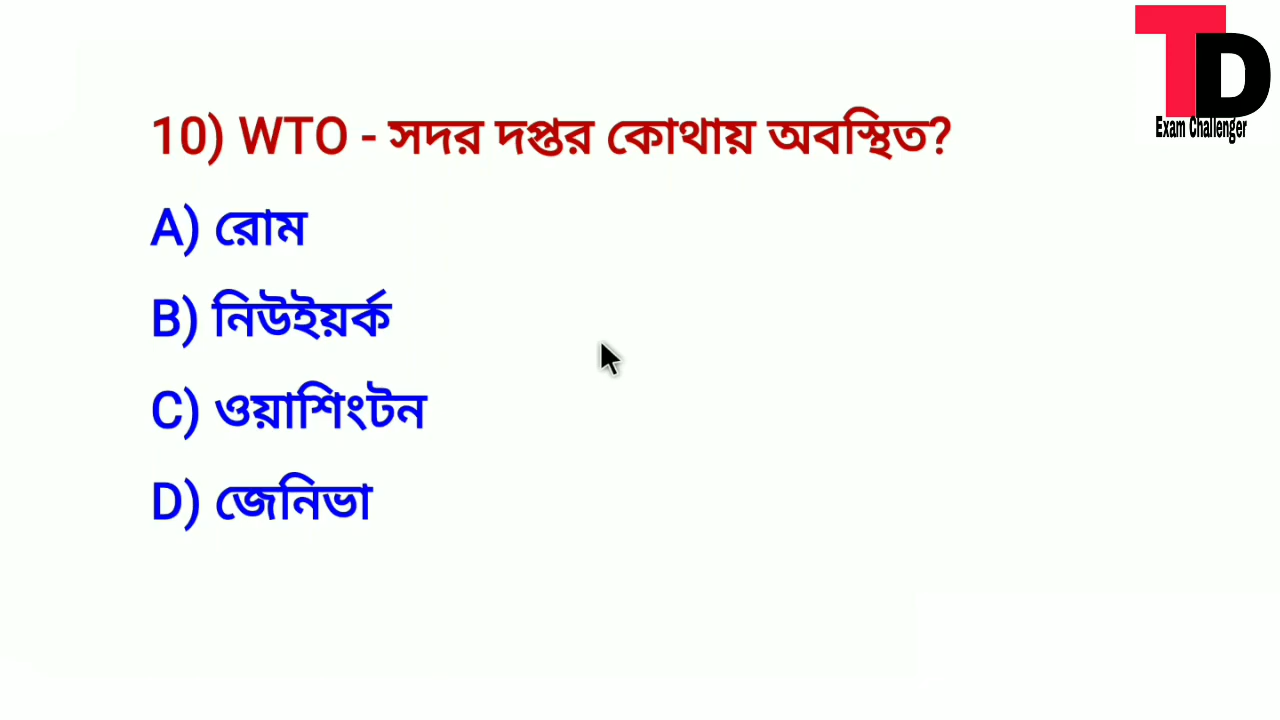 TD
Exam Challenger
10) WTO - সদর দপ্তর কোথায় অবস্থিত?
A) রোম
B) নিউইয়র্ক
C) ওয়াশিংটন
D) জেনিভা